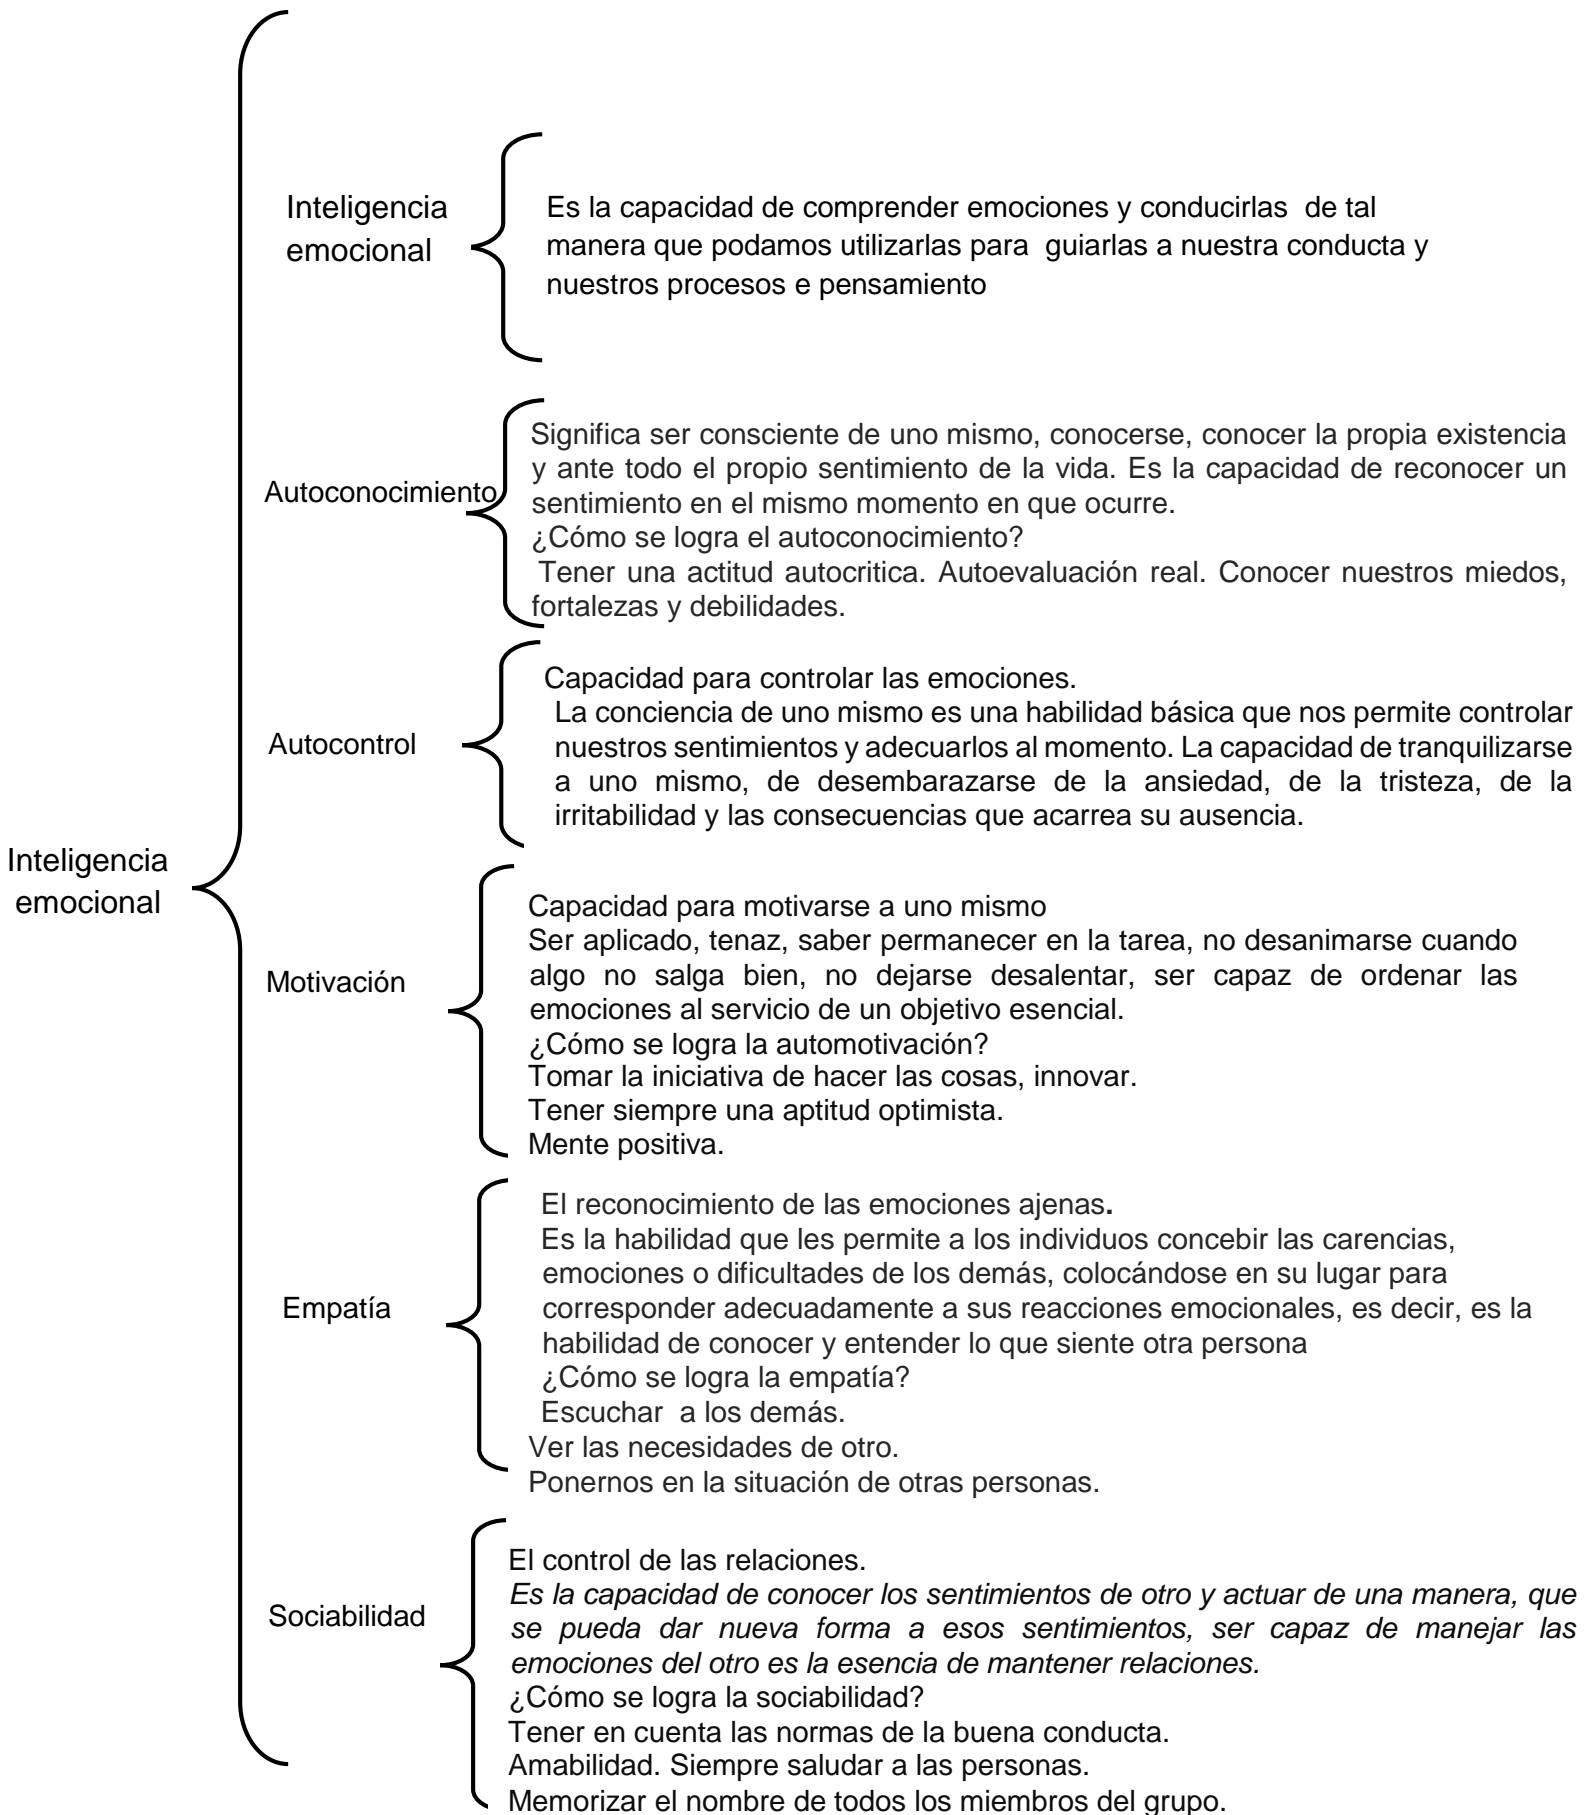 Inteligencia
emocional
Inteligencia
emocional
Es la capacidad de comprender emociones y conducirlas  de tal
manera que podamos utilizarlas para  guiarlas a nuestra conducta y
nuestros procesos e pensamiento
Autoconocimiento
Significa ser consciente de uno mismo, conocerse, conocer la propia existencia
y ante todo el propio sentimiento de la vida. Es la capacidad de reconocer un
sentimiento en el mismo momento en que ocurre.
¿Cómo se logra el autoconocimiento?
Tener una actitud autocritica. Autoevaluación real. Conocer nuestros miedos,
fortalezas y debilidades.
Autocontrol
Capacidad para controlar las emociones.
La conciencia de uno mismo es una habilidad básica que nos permite controlar
nuestros sentimientos y adecuarlos al momento. La capacidad de tranquilizarse
a uno mismo, de desembarazarse de la ansiedad, de la tristeza, de la
irritabilidad y las consecuencias que acarrea su ausencia.
Motivación
Capacidad para motivarse a uno mismo
Ser aplicado, tenaz, saber permanecer en la tarea, no desanimarse cuando
algo no salga bien, no dejarse desalentar, ser capaz de ordenar las
emociones al servicio de un objetivo esencial.
¿Cómo se logra la automotivación?
Tomar la iniciativa de hacer las cosas, innovar.
Tener siempre una aptitud optimista.
Mente positiva.
Empatía
El reconocimiento de las emociones ajenas.
Es la habilidad que les permite a los individuos concebir las carencias,
emociones o dificultades de los demás, colocándose en su lugar para
corresponder adecuadamente a sus reacciones emocionales, es decir, es la
habilidad de conocer y entender lo que siente otra persona
¿Cómo se logra la empatía?
Escuchar  a los demás.
Ver las necesidades de otro.
Ponernos en la situación de otras personas.
Sociabilidad
El control de las relaciones.
Es la capacidad de conocer los sentimientos de otro y actuar de una manera, que
se pueda dar nueva forma a esos sentimientos, ser capaz de manejar las
emociones del otro es la esencia de mantener relaciones.
¿Cómo se logra la sociabilidad?
Tener en cuenta las normas de la buena conducta.
Amabilidad. Siempre saludar a las personas.
Memorizar el nombre de todos los miembros del grupo.